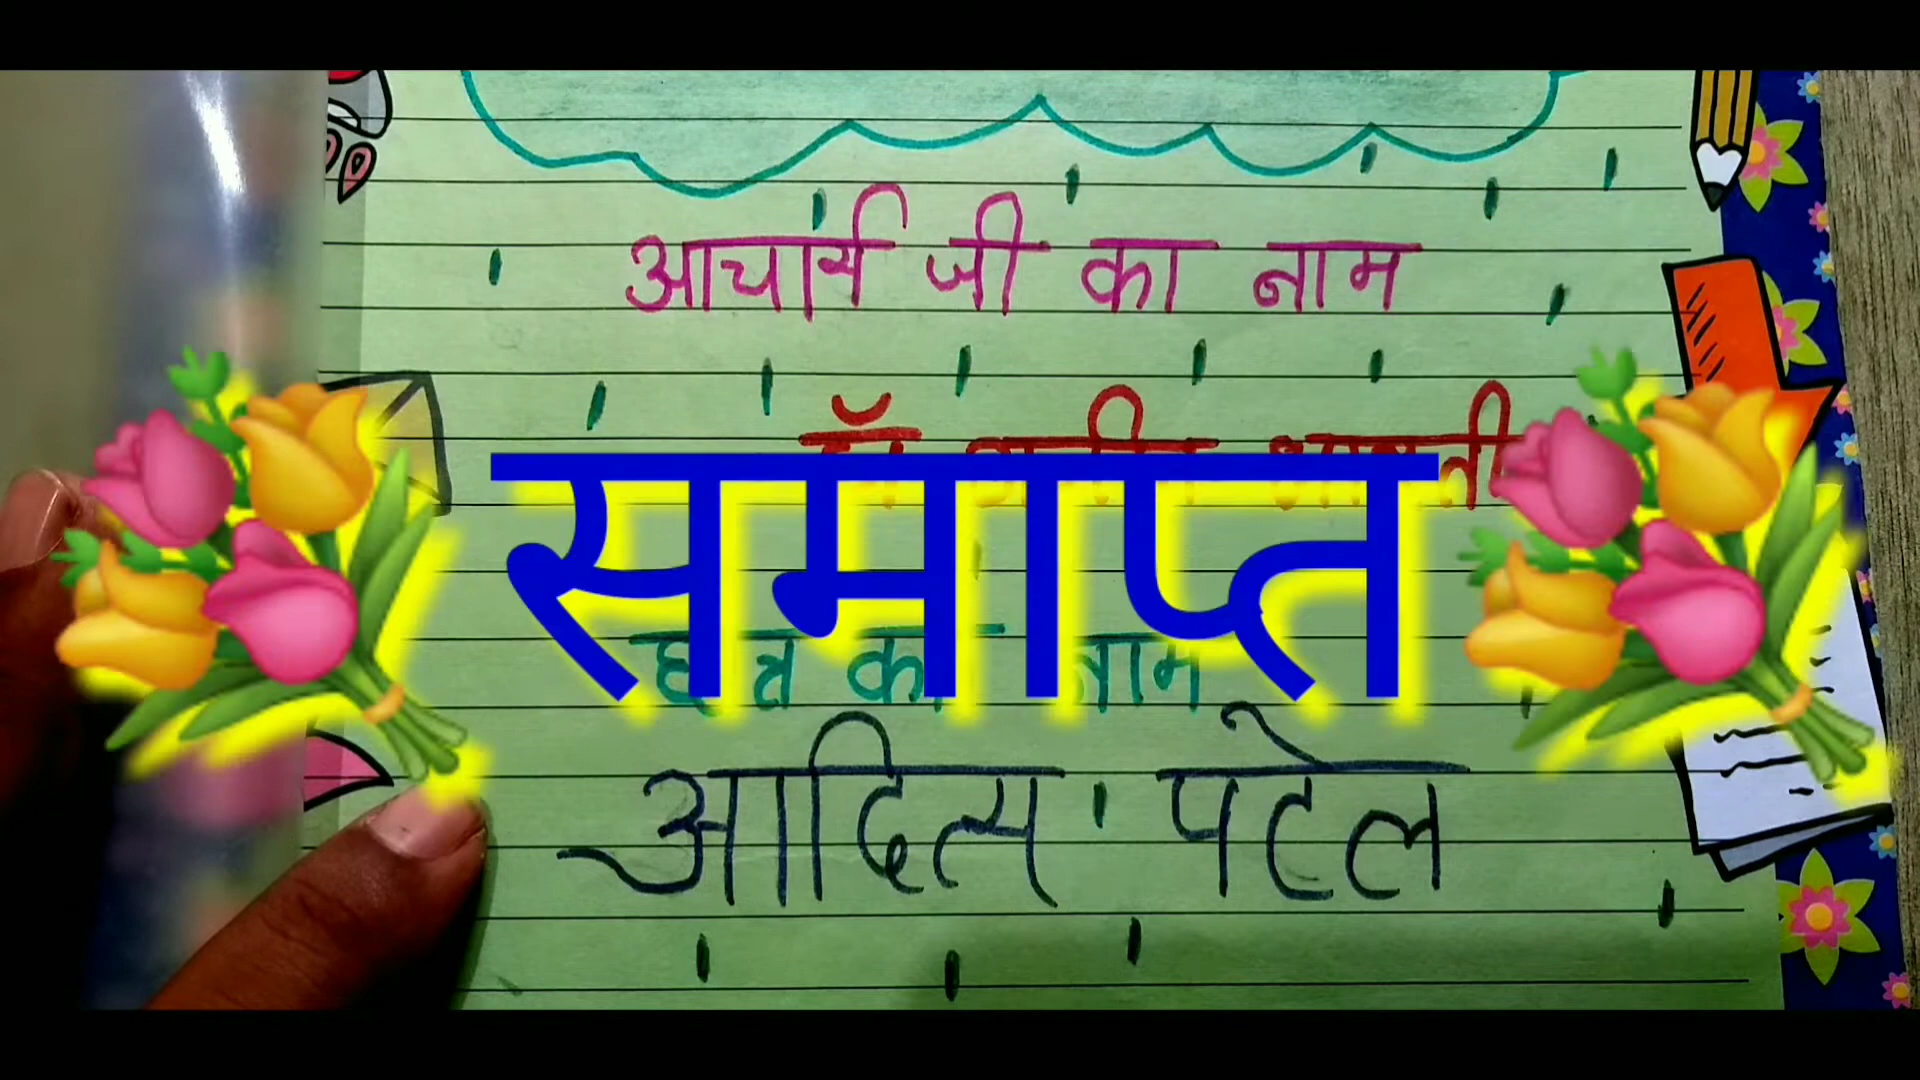 आचार्य जी का नाम
समाप्त
छात्र का नाम
आदित्य पटेल